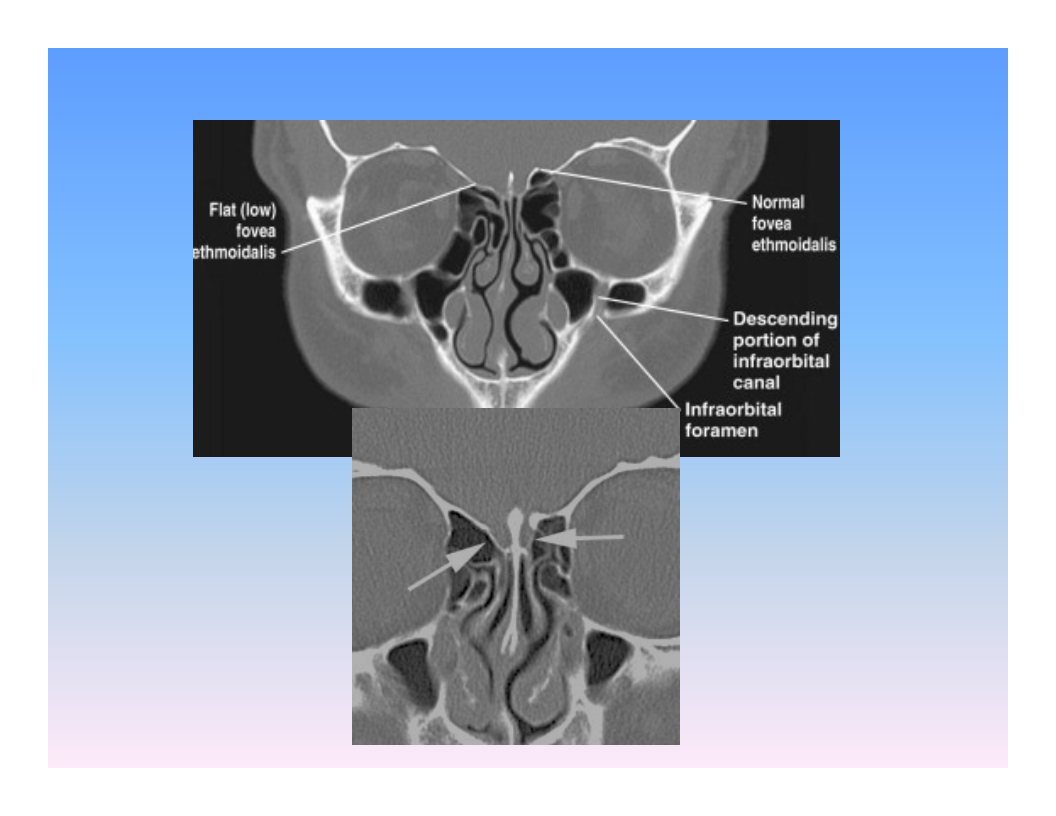 Flat (low)
fovea
ethmoidalis
Normal
fovea
ethmoidalis
Descending
portion of
infraorbital
canal
Infraorbital
foramen